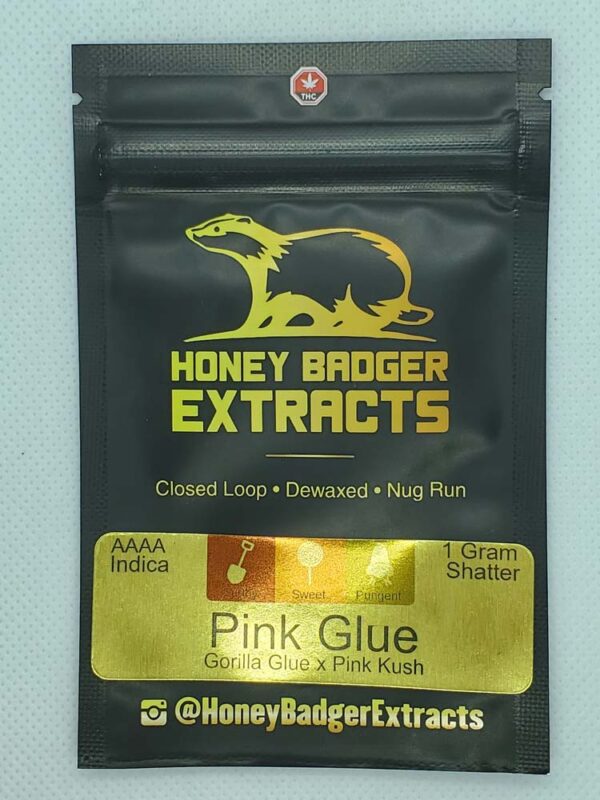 THC
HONEY BADGER
EXTRACTS
Closed Loop • Dewaxed • Nug Run
AAAA
Indica
Sweet
Pungent
1 Gram
Shatter
Pink Glue
Gorilla Glue x Pink Kush
@HoneyBadgerExtracts